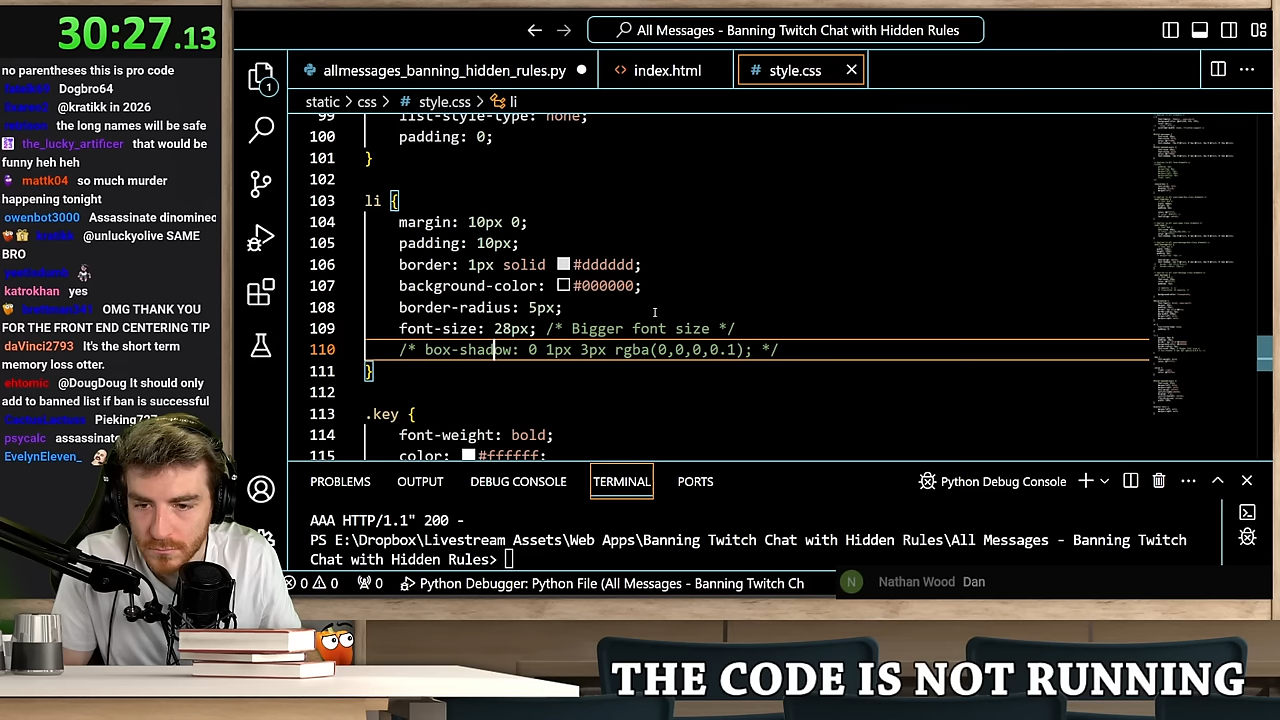 30:27.13
no parentheses this is pro code
Dogbro64
@kratikk in 2026
the long names will be safe
the_lucky_artificer that would be
funny heh heh
mattk04 so much murder
happening tonight
owenbot3000 Assassinate dinominec
@unluckyolive SAME
BRO
katrokhan yes
OMG THANK YOU
FOR THE FRONT END CENTERING TIP
daVinci2793 It's the short term
memory loss otter.
ehtomic @DougDoug It should only
add to banned list if ban is successful
psycalc assassinate
EvelynEleven_
All Messages - Banning Twitch Chat with Hidden Rules
1
allmessages_banning_hidden_rules.py
index.html
# style.css
static > css > # style.css > li
99 list-style-type: none;
100 padding: 0;
101 }
102
103 li {
104 margin: 10px 0;
105 padding: 10px;
106 border: 1px solid #dddddd;
107 background-color: #000000;
108 border-radius: 5px;
109 font-size: 28px; /* Bigger font size */
110 /* box-shadow: 0 1px 3px rgba(0,0,0,0.1); */
111 }
112
113 .key {
114 font-weight: bold;
115 color: #ffffff;
PROBLEMS OUTPUT DEBUG CONSOLE TERMINAL PORTS
Python Debug Console
AAA HTTP/1.1" 200 -
PS E:\Dropbox\Livestream Assets\Web Apps\Banning Twitch Chat with Hidden Rules\All Messages - Banning Twitch
Chat with Hidden Rules>
0 0 0 Python Debugger: Python File (All Messages - Banning Twitch Ch
N Nathan Wood Dan
THE CODE IS NOT RUNNING